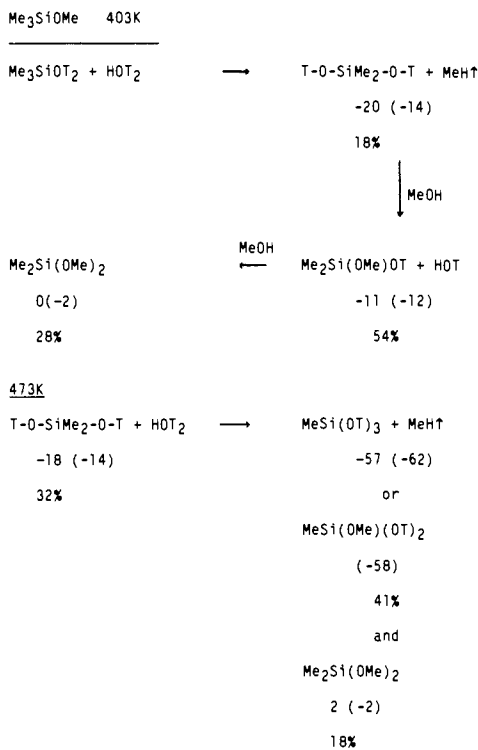 Me₃SiOMe 403K
Me₃SiOT₂ + HOT₂ ⟶ T-O-SiMe₂-O-T + MeH↑
-20 (-14)
18%
MeOH
MeOH
Me₂Si(OMe)₂ ⟵ Me₂Si(OMe)OT + HOT
0(-2) -11 (-12)
28% 54%
473K
T-O-SiMe₂-O-T + HOT₂ ⟶ MeSi(OT)₃ + MeH↑
-18 (-14) -57 (-62)
32% or
MeSi(OMe)(OT)₂
(-58)
41%
and
Me₂Si(OMe)₂
2 (-2)
18%